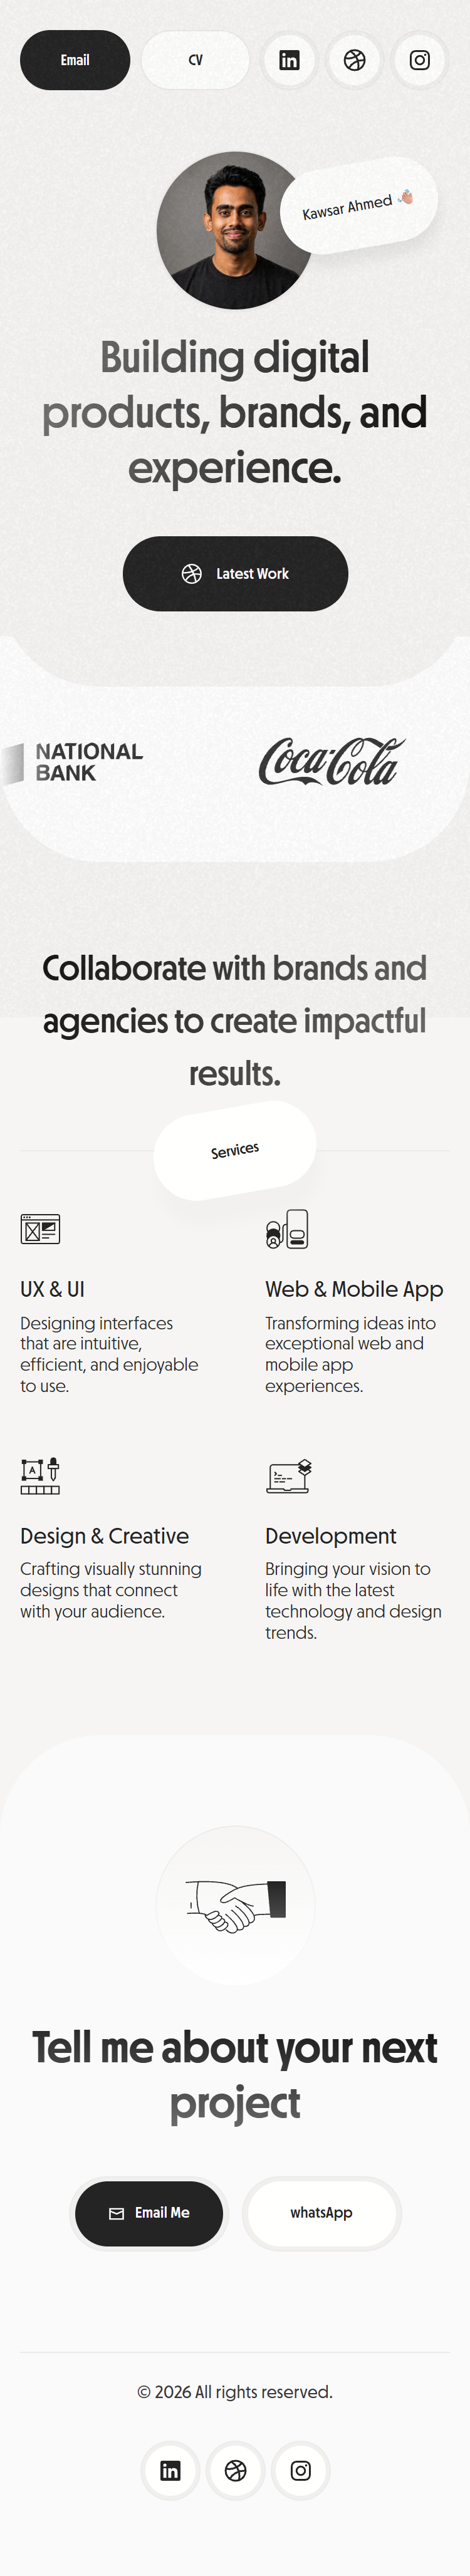 Email
CV
Kawsar Ahmed 👋🏽
Building digital
products, brands, and
experience.
Latest Work
NATIONAL
BANK
Coca-Cola
Collaborate with brands and
agencies to create impactful
results.
Services
UX & UI
Designing interfaces
that are intuitive,
efficient, and enjoyable
to use.
Web & Mobile App
Transforming ideas into
exceptional web and
mobile app
experiences.
Design & Creative
Crafting visually stunning
designs that connect
with your audience.
Development
Bringing your vision to
life with the latest
technology and design
trends.
Tell me about your next
project
Email Me
whatsApp
© 2026 All rights reserved.